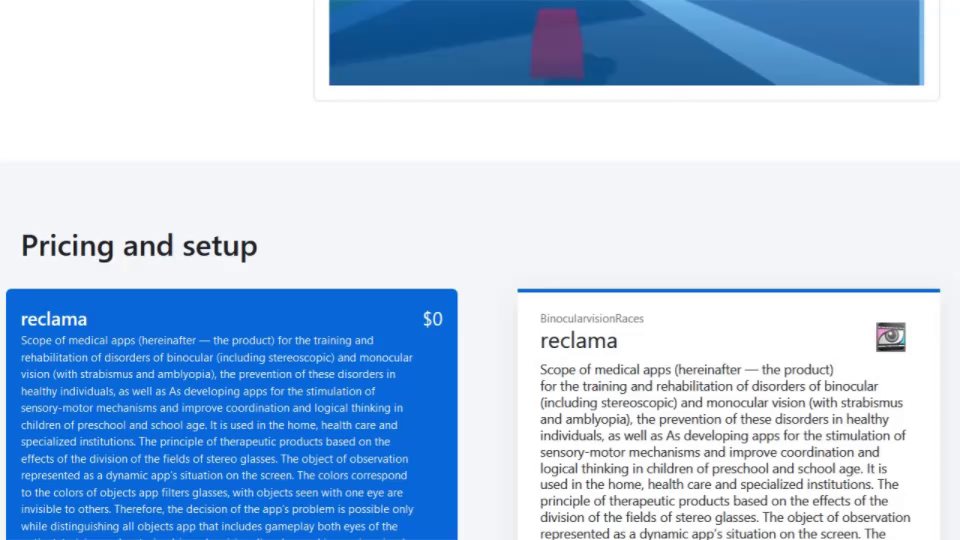 Pricing and setup
reclama
$0
Scope of medical apps (hereinafter — the product) for the training and
rehabilitation of disorders of binocular (including stereoscopic) and monocular
vision (with strabismus and amblyopia), the prevention of these disorders in
healthy individuals, as well as As developing apps for the stimulation of
sensory-motor mechanisms and improve coordination and logical thinking in
children of preschool and school age. It is used in the home, health care and
specialized institutions. The principle of therapeutic products based on the
effects of the division of the fields of stereo glasses. The object of observation
represented as a dynamic app's situation on the screen. The colors correspond
to the colors of objects app filters glasses, with objects seen with one eye are
invisible to others. Therefore, the decision of the app's problem is possible only
while distinguishing all objects app that includes gameplay both eyes of the
BinocularvisionRaces
reclama
Scope of medical apps (hereinafter — the product)
for the training and rehabilitation of disorders of binocular
(including stereoscopic) and monocular vision (with strabismus
and amblyopia), the prevention of these disorders in healthy
individuals, as well as As developing apps for the stimulation of
sensory-motor mechanisms and improve coordination and
logical thinking in children of preschool and school age. It is
used in the home, health care and specialized institutions. The
principle of therapeutic products based on the effects of the
division of the fields of stereo glasses. The object of observation
represented as a dynamic app's situation on the screen. The